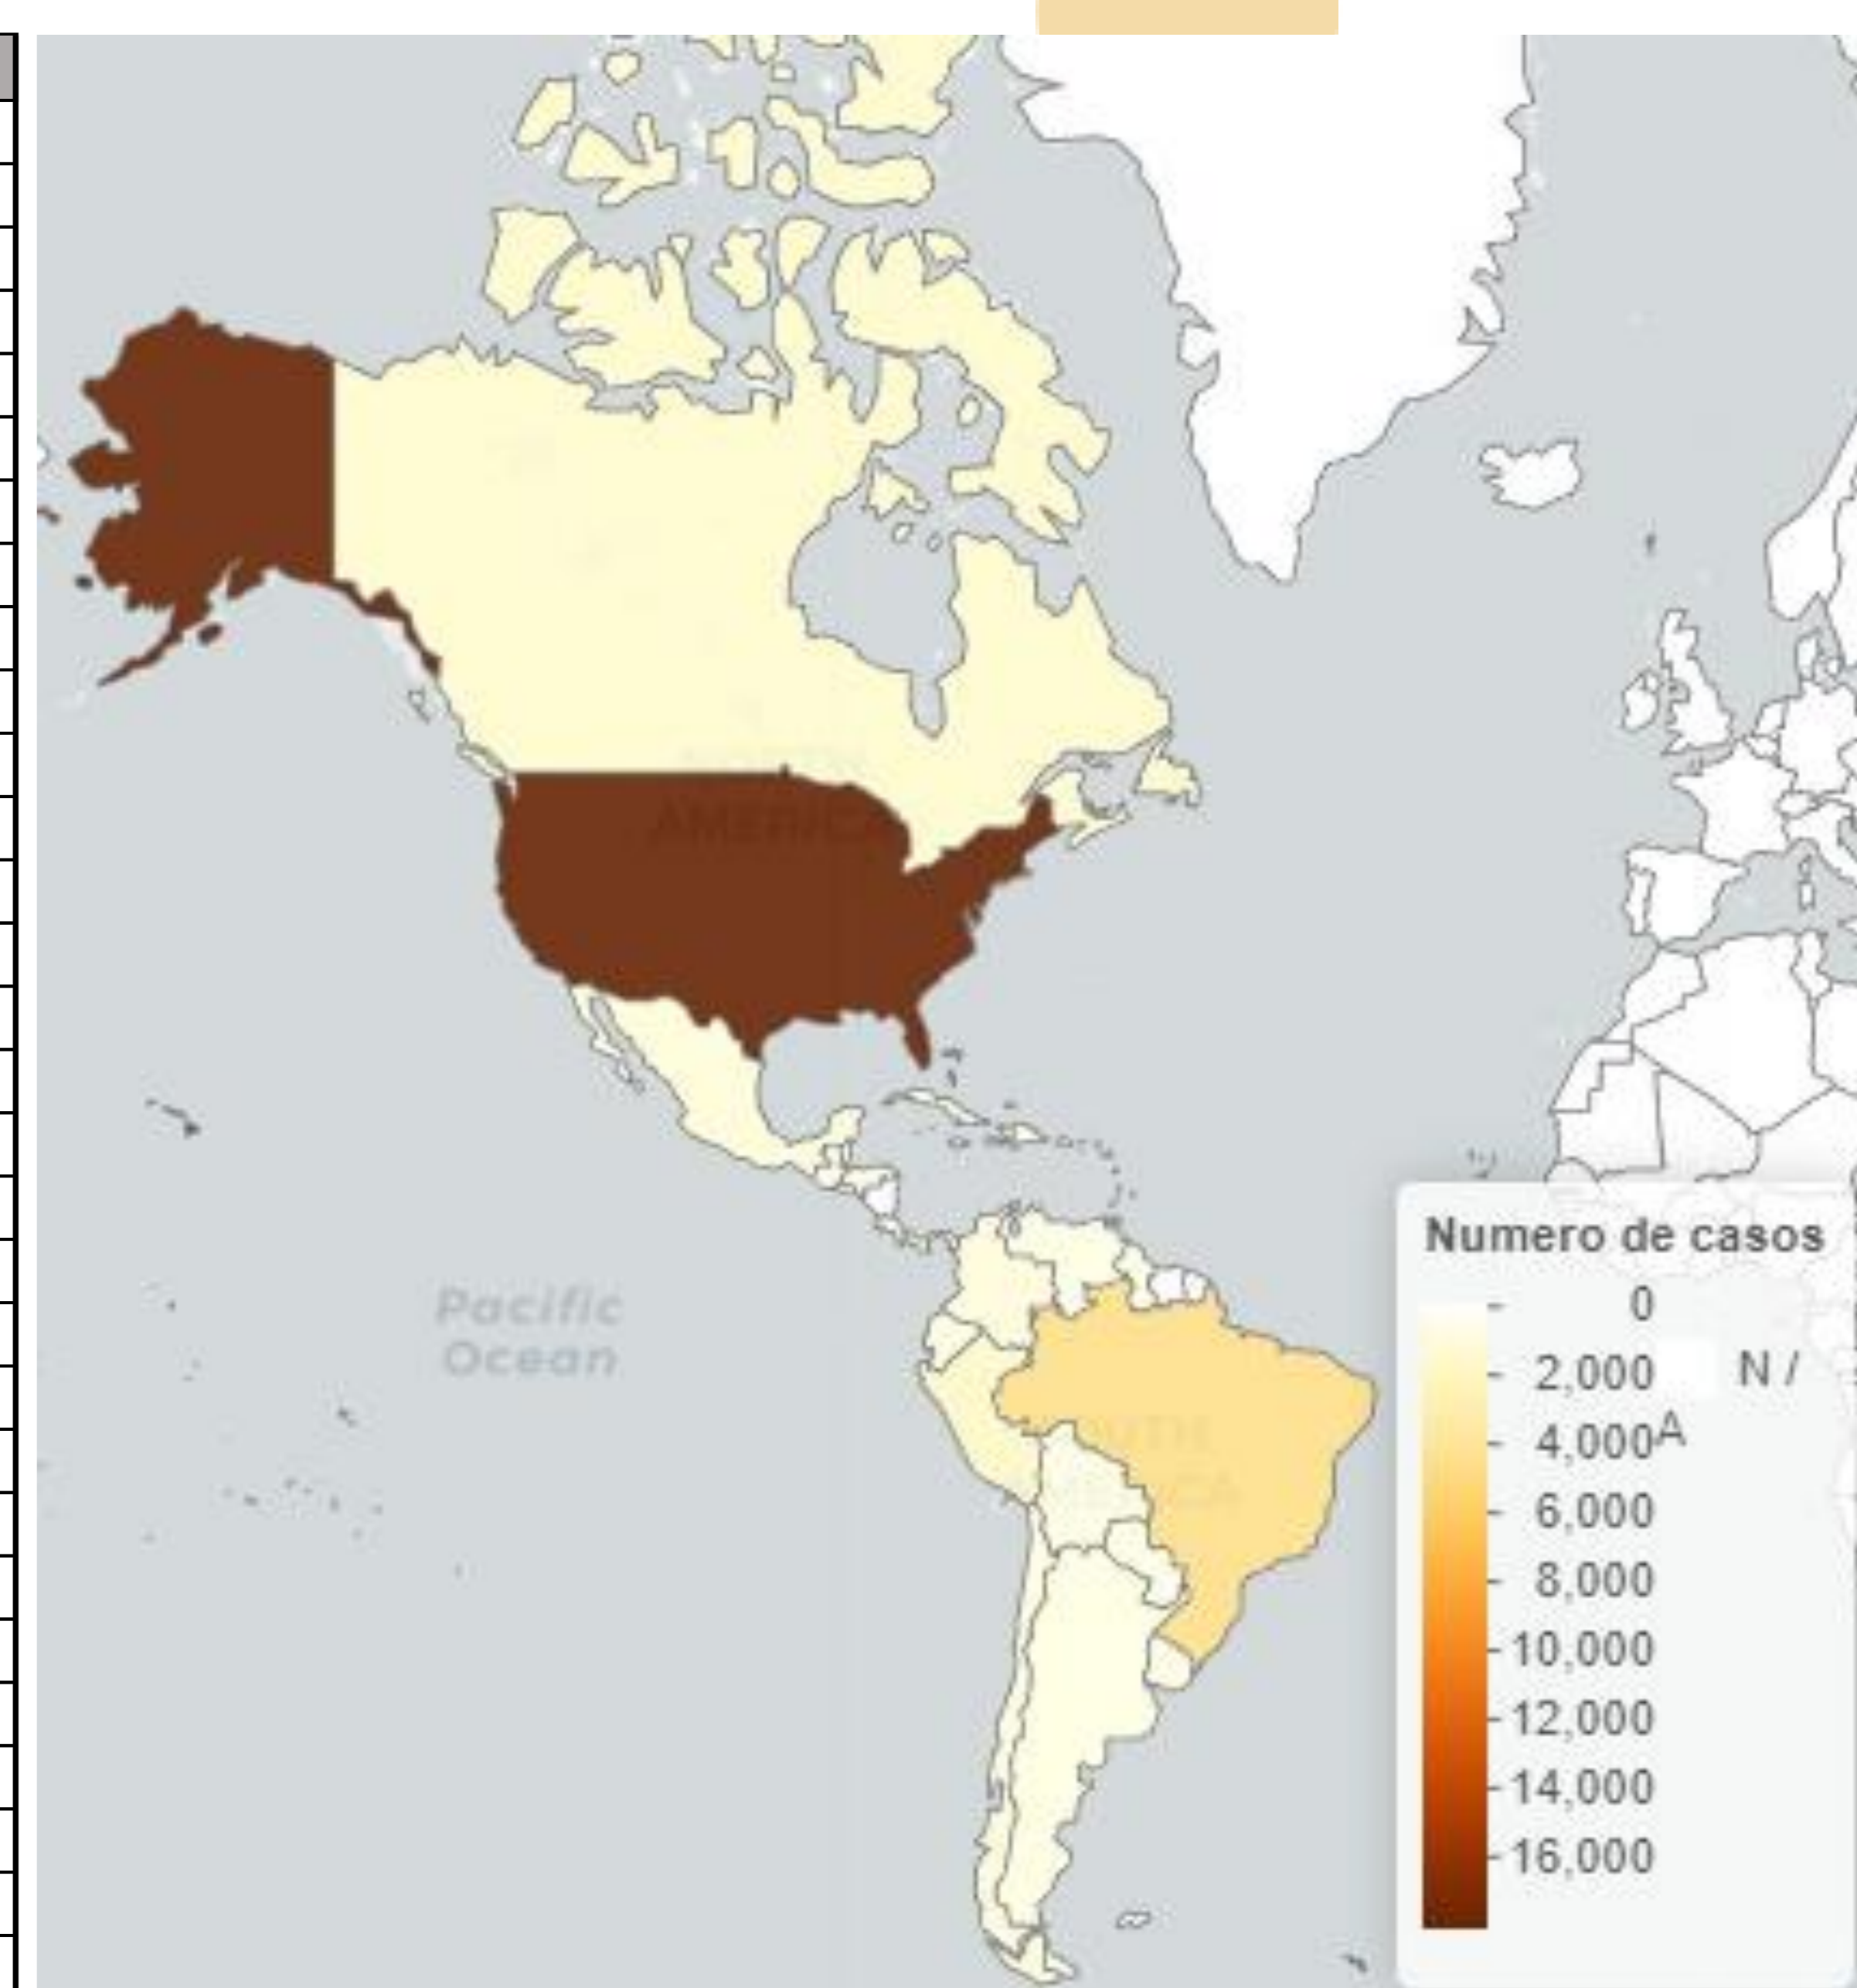 AMERICA
Pacific
Ocean
Numero de casos
0
2,000 N /
4,000 A
6,000
8,000
10,000
12,000
14,000
16,000